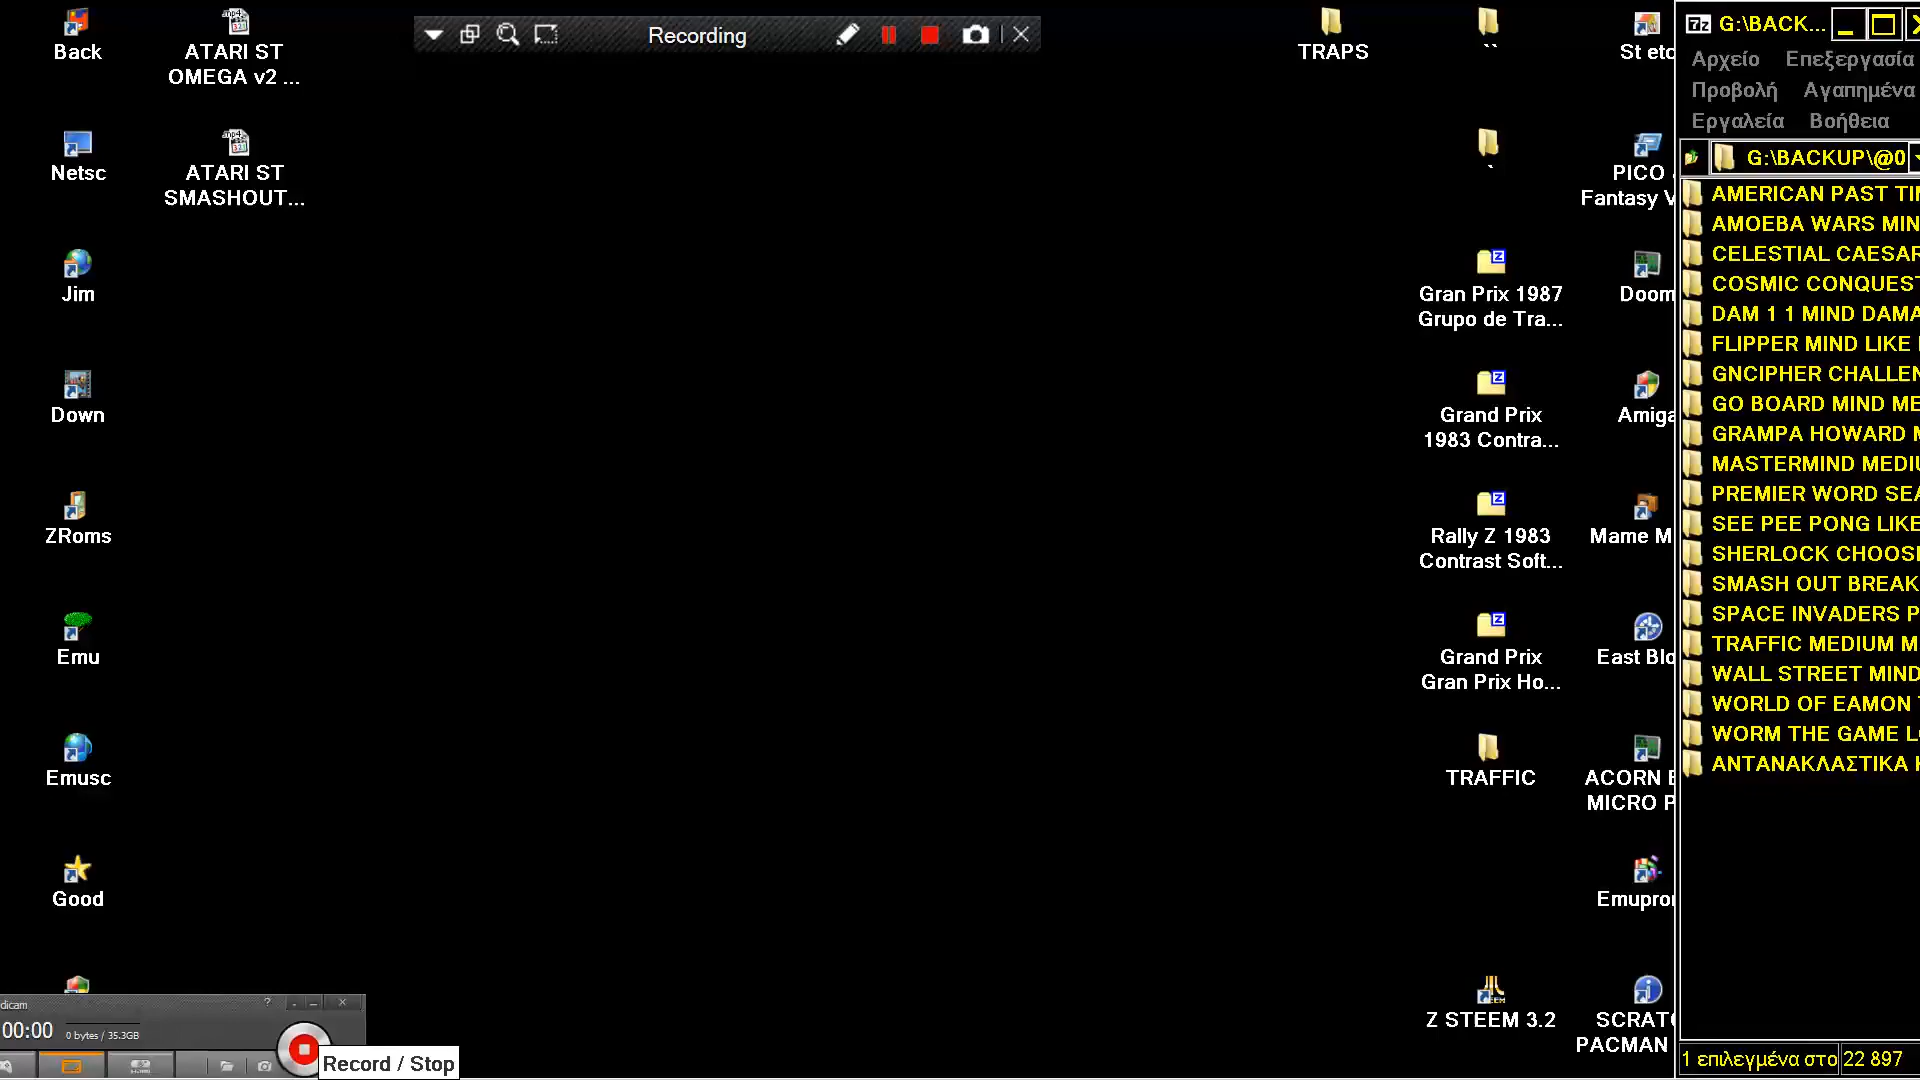 Back
ATARI ST
OMEGA v2 ...
Recording
TRAPS
``
St etc
Netsc
ATARI ST
SMASHOUT...
`
PICO
Fantasy V
Jim
Gran Prix 1987
Grupo de Tra...
Doom
Down
Grand Prix
1983 Contra...
Amiga
ZRoms
Rally Z 1983
Contrast Soft...
Mame M
Emu
Grand Prix
Gran Prix Ho...
East Blo
Emusc
TRAFFIC
ACORN B
MICRO P
Good
Emupro
Z STEEM 3.2
SCRATC
PACMAN
dicam
00:00
0 bytes / 35.3GB
Record / Stop
G:\BACK...
Αρχείο Επεξεργασία
Προβολή Αγαπημένα
Εργαλεία Βοήθεια
G:\BACKUP\@0
AMERICAN PAST TIM
AMOEBA WARS MIN
CELESTIAL CAESAR
COSMIC CONQUEST
DAM 1 1 MIND DAMA
FLIPPER MIND LIKE
GNCIPHER CHALLEN
GO BOARD MIND ME
GRAMPA HOWARD M
MASTERMIND MEDIU
PREMIER WORD SEA
SEE PEE PONG LIKE
SHERLOCK CHOOSE
SMASH OUT BREAK
SPACE INVADERS P
TRAFFIC MEDIUM M
WALL STREET MIND
WORLD OF EAMON
WORM THE GAME L
ΑΝΤΑΝΑΚΛΑΣΤΙΚΑ
1 επιλεγμένα στο 22 897